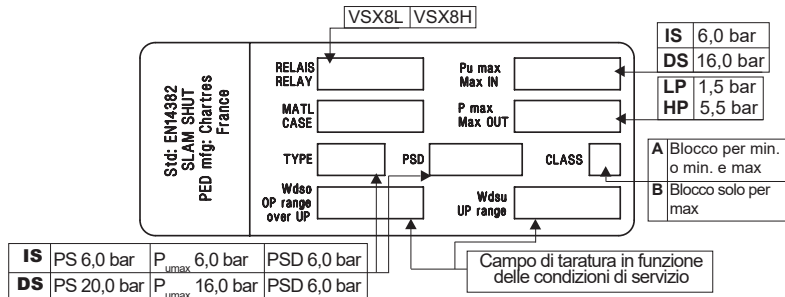 VSX8L VSX8H
IS 6,0 bar
DS 16,0 bar
LP 1,5 bar
HP 5,5 bar
A Blocco per min. o min. e max
B Blocco solo per max
Std: EN14382
SLAM SHUT
PED mfg: Chartres
France
RELAIS
RELAY
Pu max
Max IN
MATL
CASE
P max
Max OUT
TYPE
PSD
CLASS
Wdso
OP range
over UP
Wdsu
UP range
IS PS 6,0 bar Pumax 6,0 bar PSD 6,0 bar
DS PS 20,0 bar Pumax 16,0 bar PSD 6,0 bar
Campo di taratura in funzione
delle condizioni di servizio